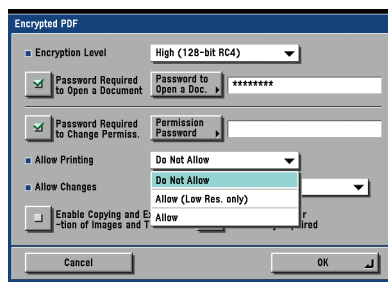 Encrypted PDF
Encryption Level High (128-bit RC4)
Password Required
to Open a Document
Password to
Open a Doc.
********
Password Required
to Change Permiss.
Permission
Password
Allow Printing Do Not Allow
Do Not Allow
Allow (Low Res. only)
Allow
Allow Changes
Enable Copying and E
-tion of Images and T
Cancel OK